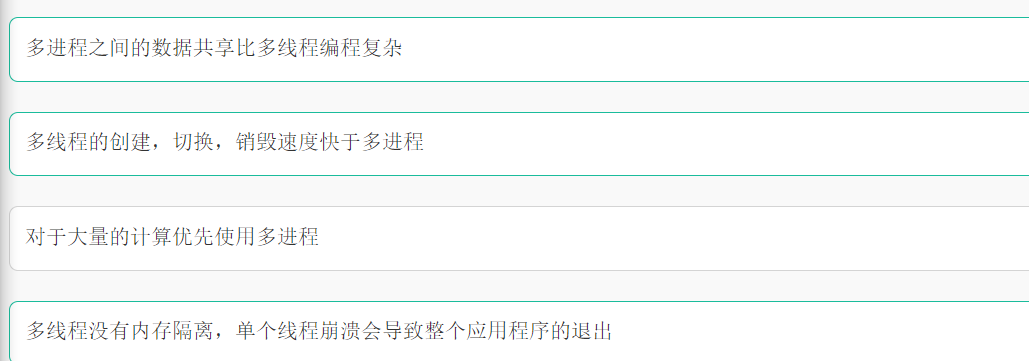 多进程之间的数据共享比多线程编程复杂
多线程的创建，切换，销毁速度快于多进程
对于大量的计算优先使用多进程
多线程没有内存隔离，单个线程崩溃会导致整个应用程序的退出